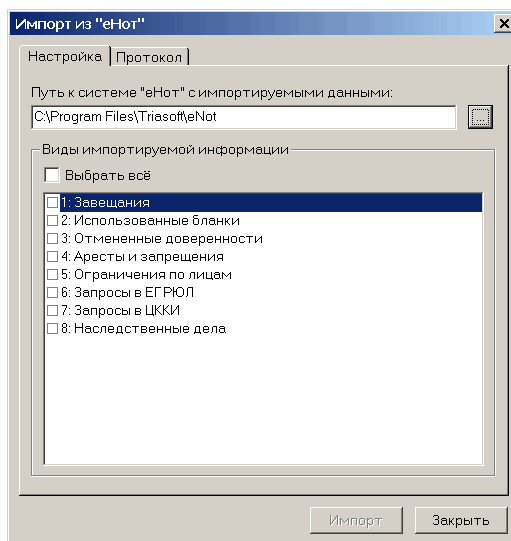 Импорт из "еНот"
Настройка Протокол
Путь к системе "еНот" с импортируемыми данными:
C:\Program Files\Triasoft\eNot ...
Виды импортируемой информации
Выбрать всё
1: Завещания
2: Использованные бланки
3: Отмененные доверенности
4: Аресты и запрещения
5: Ограничения по лицам
6: Запросы в ЕГРЮЛ
7: Запросы в ЦККИ
8: Наследственные дела
Импорт Закрыть